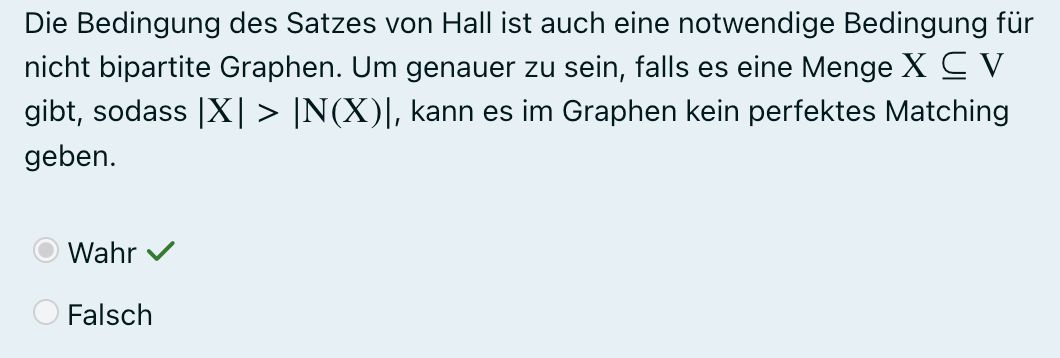 Die Bedingung des Satzes von Hall ist auch eine notwendige Bedingung für
nicht bipartite Graphen. Um genauer zu sein, falls es eine Menge X ⊆ V
gibt, sodass |X| > |N(X)|, kann es im Graphen kein perfektes Matching
geben.
Wahr ✓
Falsch